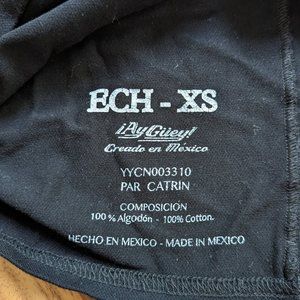 ECH - XS
¡Ay Güey!
Creado en México
YYCN003310
PAR CATRIN
COMPOSICIÓN
100% Algodón - 100% Cotton.
HECHO EN MEXICO - MADE IN MEXICO